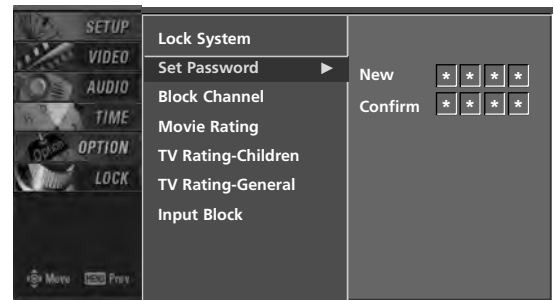 SETUP
VIDEO
AUDIO
TIME
OPTION
LOCK
Move MENU Prev
Lock System
Set Password ►
Block Channel
Movie Rating
TV Rating-Children
TV Rating-General
Input Block
New * * * *
Confirm * * * *